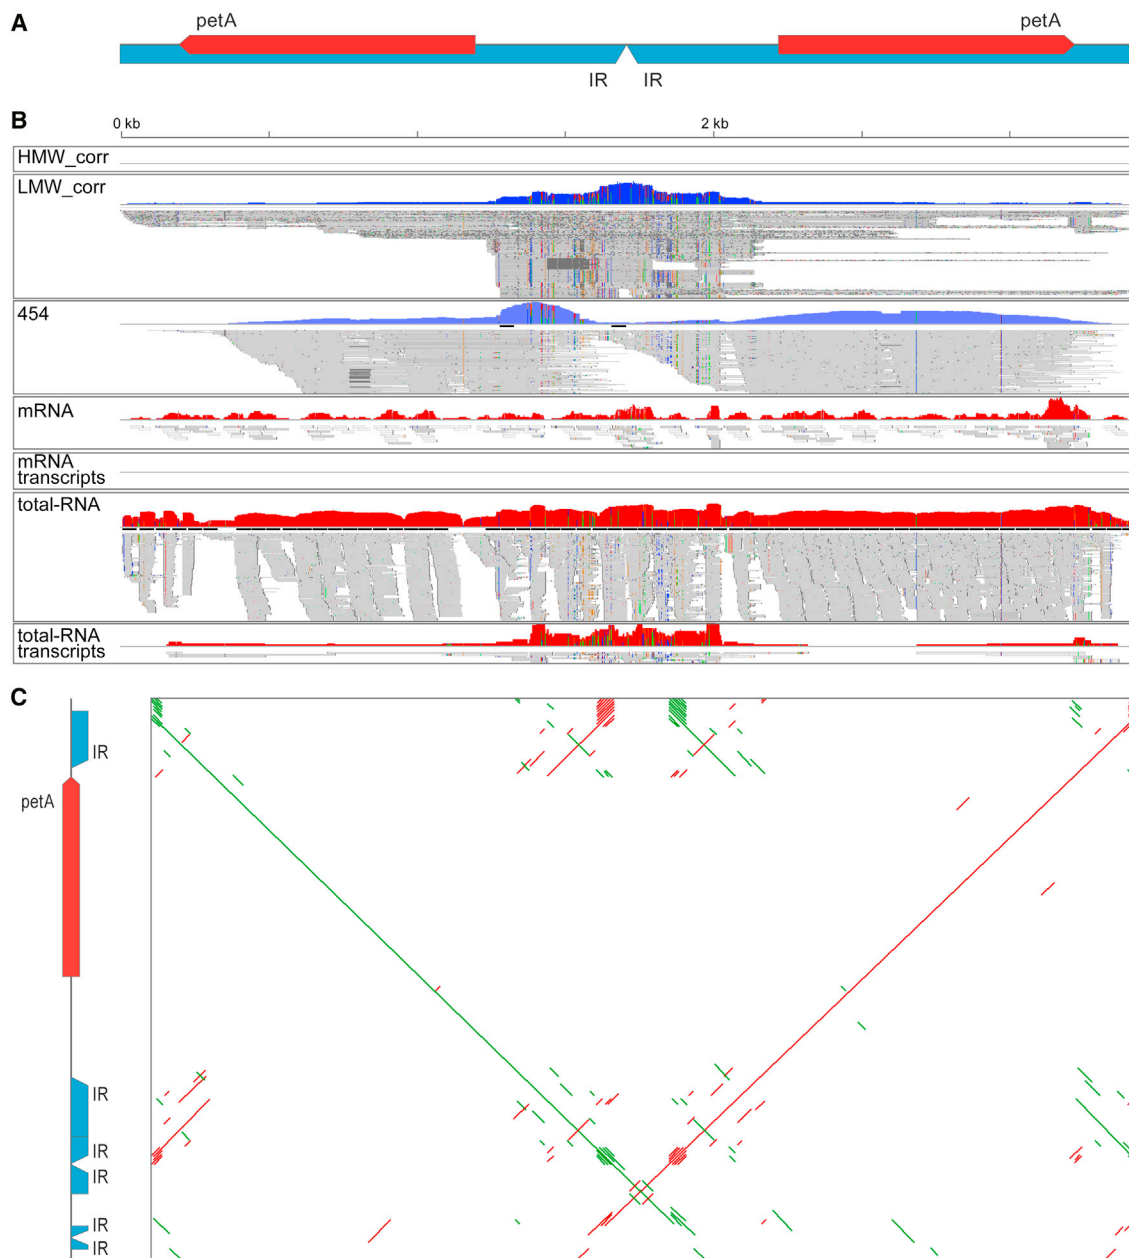 A
petA
petA
IR
IR
B
0 kb
2 kb
HMW_corr
LMW_corr
454
mRNA
mRNA
transcripts
total-RNA
total-RNA
transcripts
C
IR
petA
IR
IR
IR
IR
IR